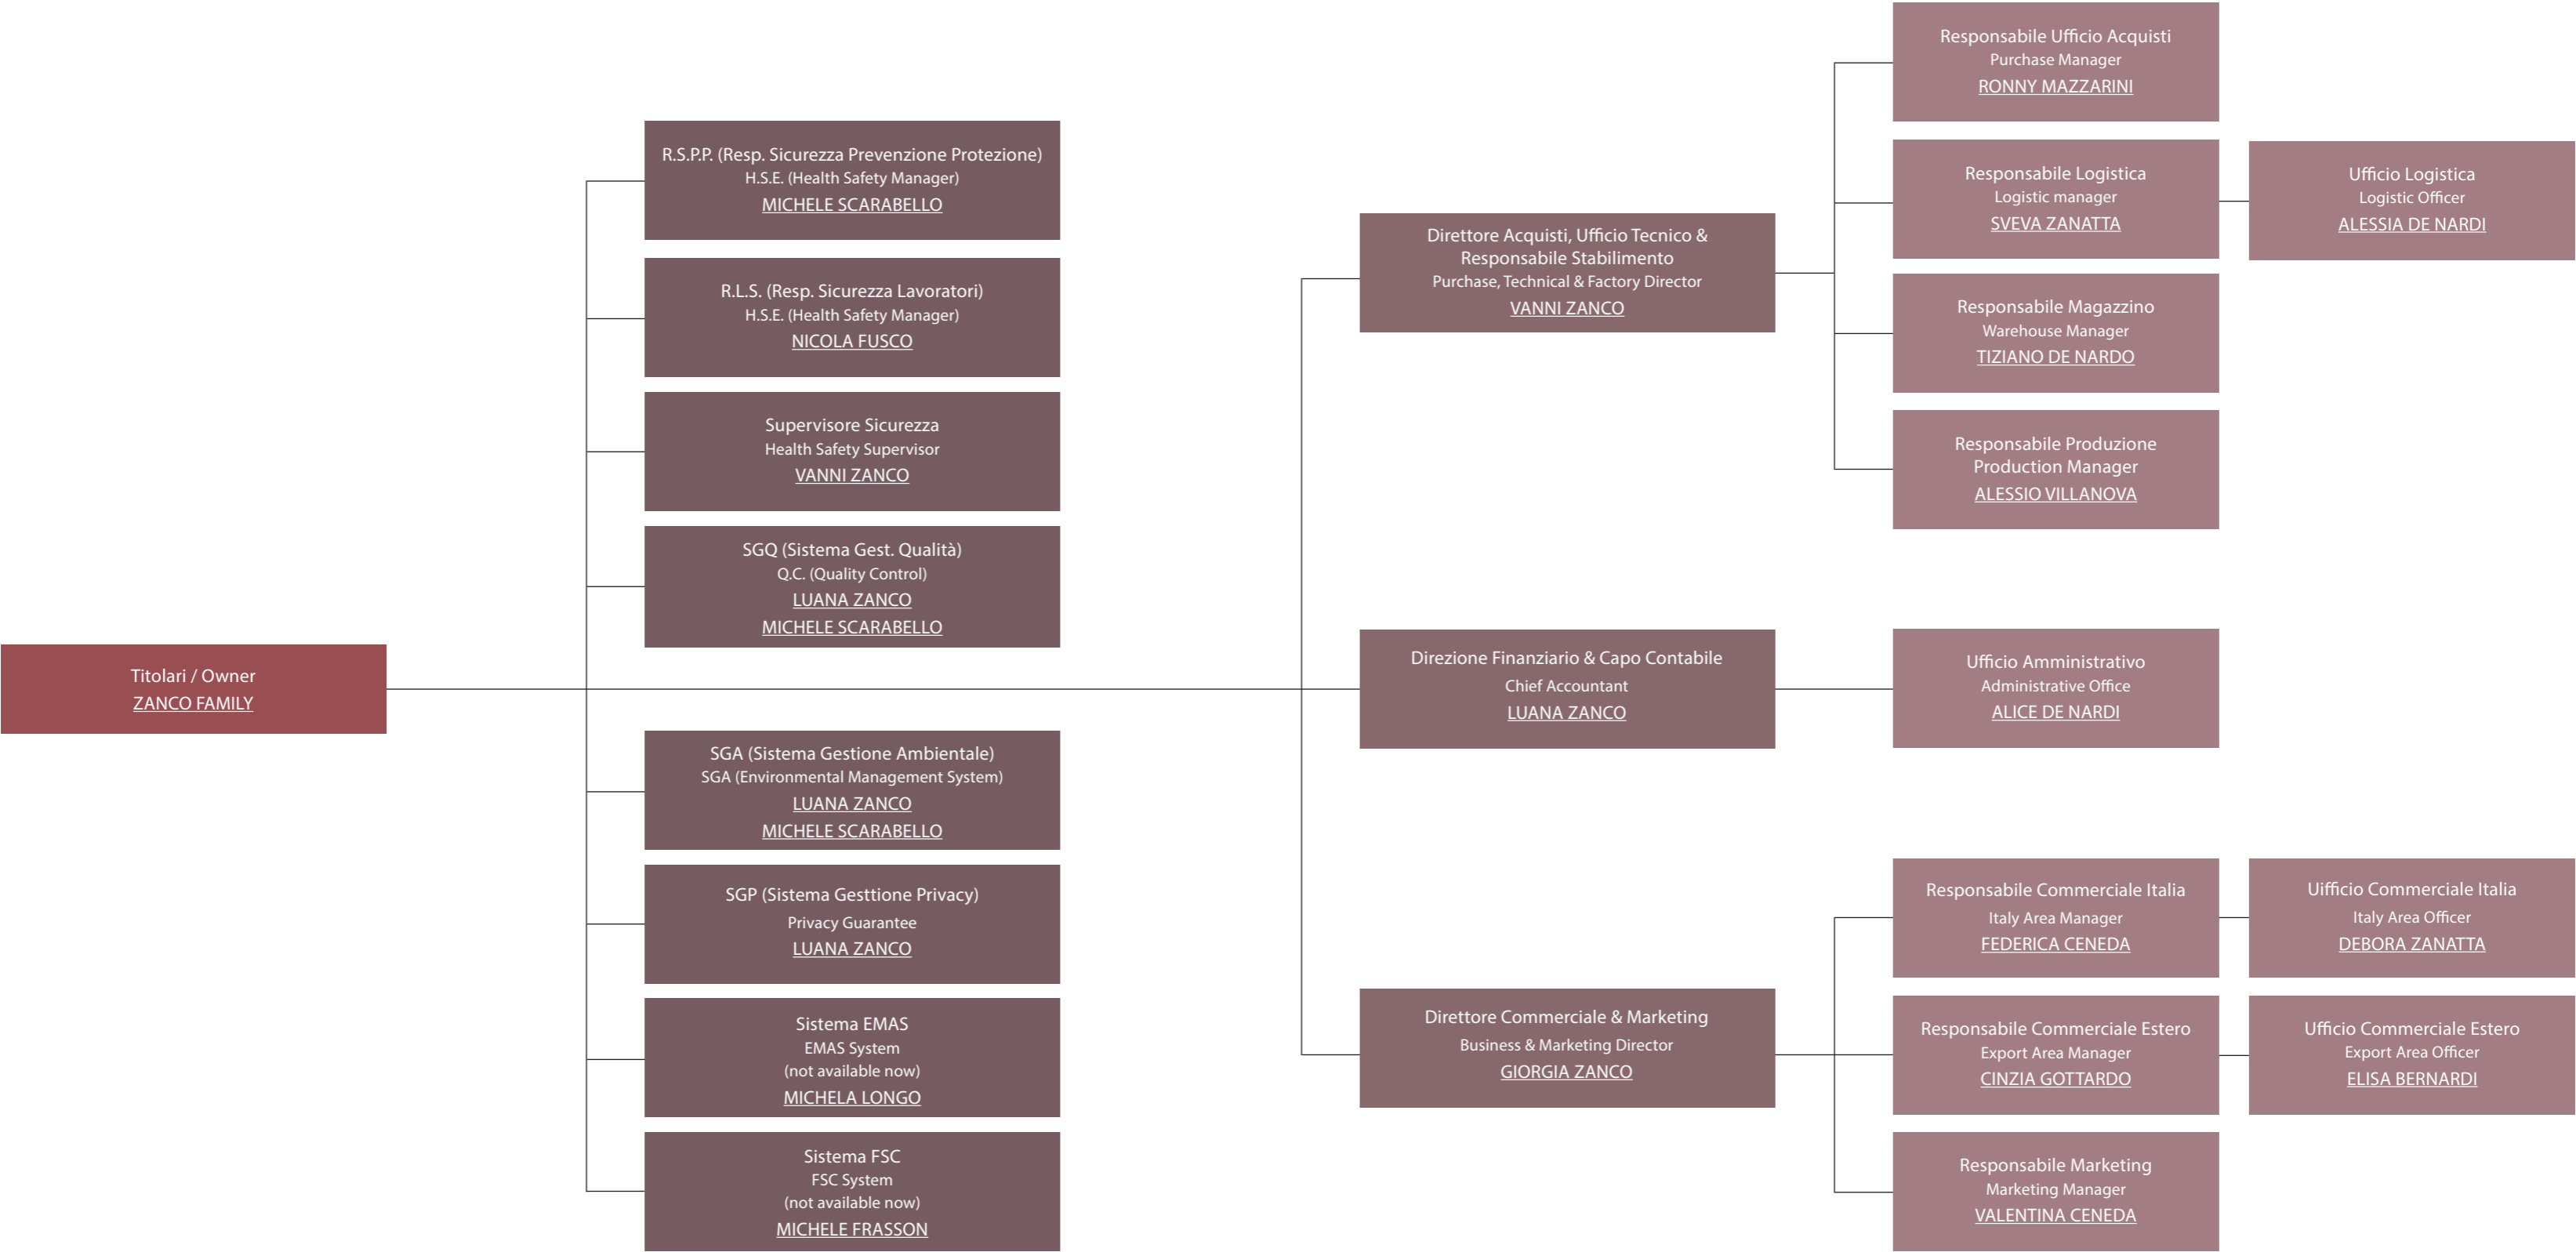 Titolari / Owner
ZANCO FAMILY
R.S.P.P. (Resp. Sicurezza Prevenzione Protezione)
H.S.E. (Health Safety Manager)
MICHELE SCARABELLO
R.L.S. (Resp. Sicurezza Lavoratori)
H.S.E. (Health Safety Manager)
NICOLA FUSCO
Supervisore Sicurezza
Health Safety Supervisor
VANNI ZANCO
SGQ (Sistema Gest. Qualità)
Q.C. (Quality Control)
LUANA ZANCO
MICHELE SCARABELLO
SGA (Sistema Gestione Ambientale)
SGA (Environmental Management System)
LUANA ZANCO
MICHELE SCARABELLO
SGP (Sistema Gesttione Privacy)
Privacy Guarantee
LUANA ZANCO
Sistema EMAS
EMAS System
(not available now)
MICHELA LONGO
Sistema FSC
FSC System
(not available now)
MICHELE FRASSON
Direttore Acquisti, Ufficio Tecnico &
Responsabile Stabilimento
Purchase, Technical & Factory Director
VANNI ZANCO
Responsabile Ufficio Acquisti
Purchase Manager
RONNY MAZZARINI
Responsabile Logistica
Logistic manager
SVEVA ZANATTA
Ufficio Logistica
Logistic Officer
ALESSIA DE NARDI
Responsabile Magazzino
Warehouse Manager
TIZIANO DE NARDO
Responsabile Produzione
Production Manager
ALESSIO VILLANOVA
Direzione Finanziario & Capo Contabile
Chief Accountant
LUANA ZANCO
Ufficio Amministrativo
Administrative Office
ALICE DE NARDI
Direttore Commerciale & Marketing
Business & Marketing Director
GIORGIA ZANCO
Responsabile Commerciale Italia
Italy Area Manager
FEDERICA CENEDA
Uifficio Commerciale Italia
Italy Area Officer
DEBORA ZANATTA
Responsabile Commerciale Estero
Export Area Manager
CINZIA GOTTARDO
Ufficio Commerciale Estero
Export Area Officer
ELISA BERNARDI
Responsabile Marketing
Marketing Manager
VALENTINA CENEDA